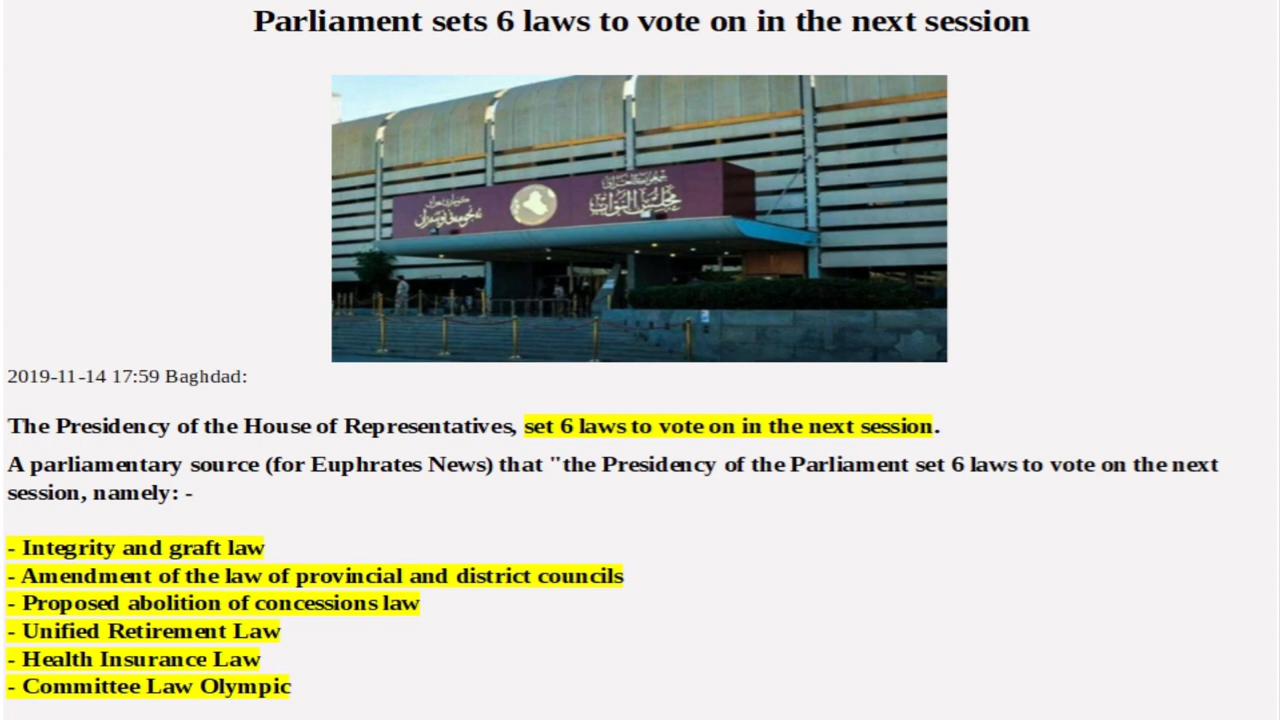 Parliament sets 6 laws to vote on in the next session
جمهورية العراق
مجلس النواب
2019-11-14 17:59 Baghdad:
The Presidency of the House of Representatives, set 6 laws to vote on in the next session.
A parliamentary source (for Euphrates News) that "the Presidency of the Parliament set 6 laws to vote on the next
session, namely: -
- Integrity and graft law
- Amendment of the law of provincial and district councils
- Proposed abolition of concessions law
- Unified Retirement Law
- Health Insurance Law
- Committee Law Olympic